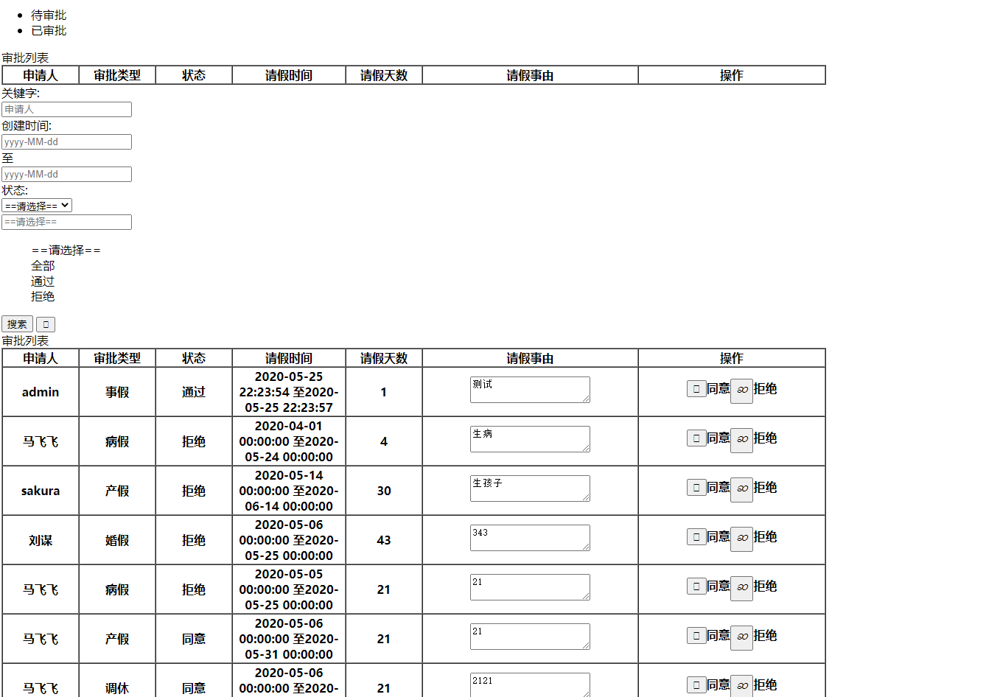 待审批
已审批
审批列表
申请人 审批类型 状态 请假时间 请假天数 请假事由 操作
关键字:
申请人
创建时间:
yyyy-MM-dd
至
yyyy-MM-dd
状态:
==请选择==
==请选择==
==请选择==
全部
通过
拒绝
搜索
审批列表
申请人 审批类型 状态 请假时间 请假天数 请假事由 操作
admin 事假 通过 2020-05-25 22:23:54 至2020-05-25 22:23:57 1 测试 同意 拒绝
马飞飞 病假 拒绝 2020-04-01 00:00:00 至2020-05-24 00:00:00 4 生病 同意 拒绝
sakura 产假 拒绝 2020-05-14 00:00:00 至2020-06-14 00:00:00 30 生孩子 同意 拒绝
刘谋 婚假 拒绝 2020-05-06 00:00:00 至2020-05-25 00:00:00 43 343 同意 拒绝
马飞飞 病假 拒绝 2020-05-05 00:00:00 至2020-05-25 00:00:00 21 21 同意 拒绝
马飞飞 产假 同意 2020-05-06 00:00:00 至2020-05-31 00:00:00 21 21 同意 拒绝
马飞飞 调休 同意 2020-05-06 00:00:00 至2020- 21 2121 同意 拒绝